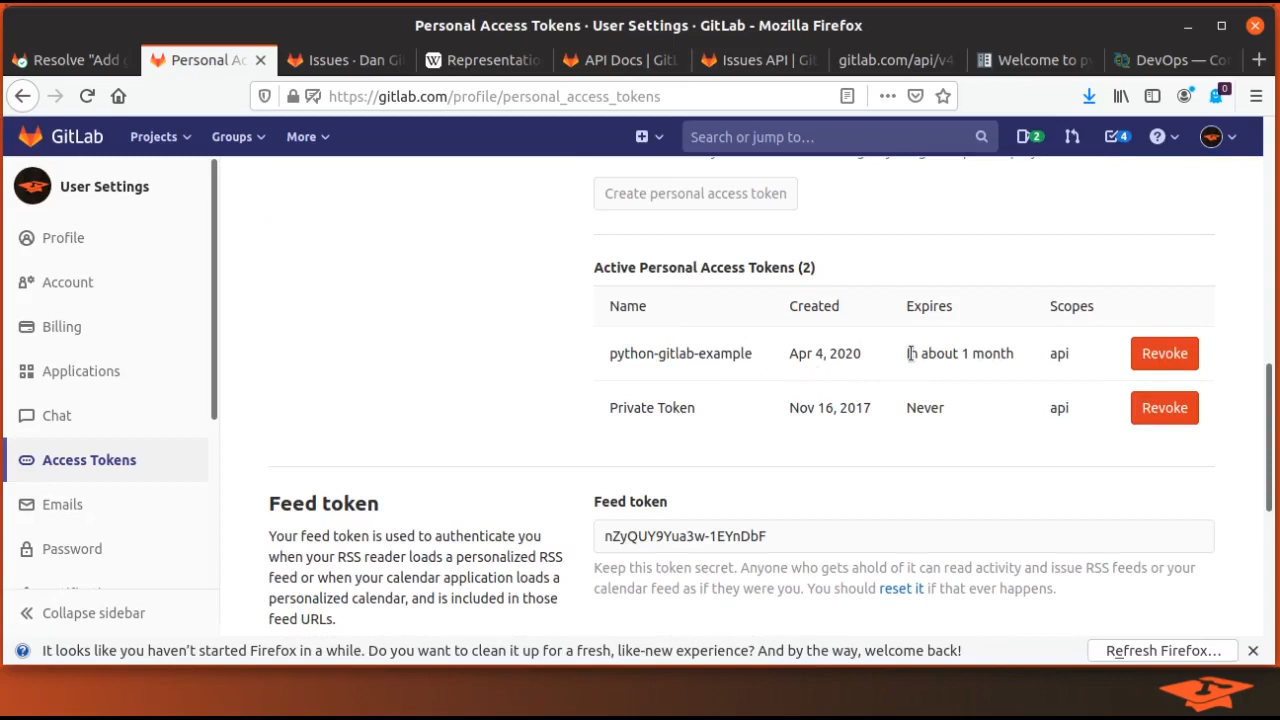 Personal Access Tokens · User Settings · GitLab - Mozilla Firefox
Resolve "Add
Personal Ac
Issues · Dan Gi
Representatio
API Docs | GitL
Issues API | Git
gitlab.com/api/v4
Welcome to p
DevOps — Co
https://gitlab.com/profile/personal_access_tokens
0
GitLab
Projects
Groups
More
Search or jump to…
2
4
User Settings
Profile
Account
Billing
Applications
Chat
Access Tokens
Emails
Password
Collapse sidebar
Create personal access token
Active Personal Access Tokens (2)
Name Created Expires Scopes
python-gitlab-example Apr 4, 2020 In about 1 month api Revoke
Private Token Nov 16, 2017 Never api Revoke
Feed token
Your feed token is used to authenticate you
when your RSS reader loads a personalized RSS
feed or when your calendar application loads a
personalized calendar, and is included in those
feed URLs.
Feed token
nZyQUY9Yua3w-1EYnDbF
Keep this token secret. Anyone who gets ahold of it can read activity and issue RSS feeds or your
calendar feed as if they were you. You should reset it if that ever happens.
It looks like you haven't started Firefox in a while. Do you want to clean it up for a fresh, like-new experience? And by the way, welcome back!
Refresh Firefox…